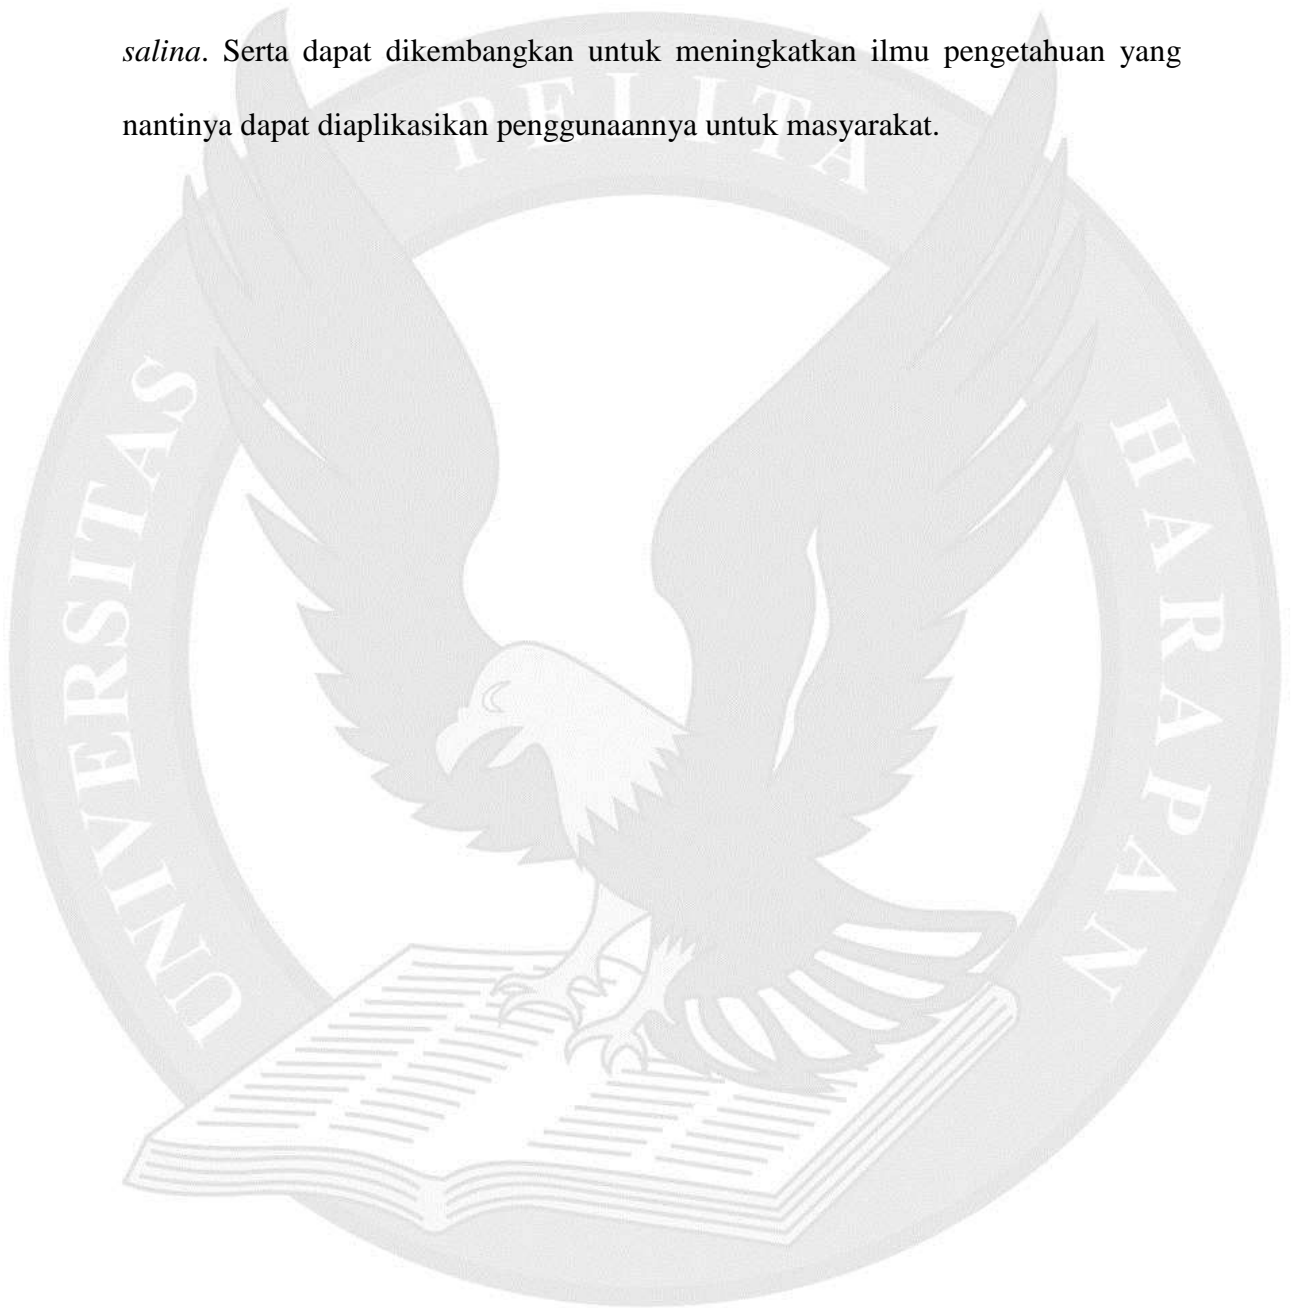 salina. Serta dapat dikembangkan untuk meningkatkan ilmu pengetahuan yang
nantinya dapat diaplikasikan penggunaannya untuk masyarakat.
UNIVERSITAS PELITA HARAPAN